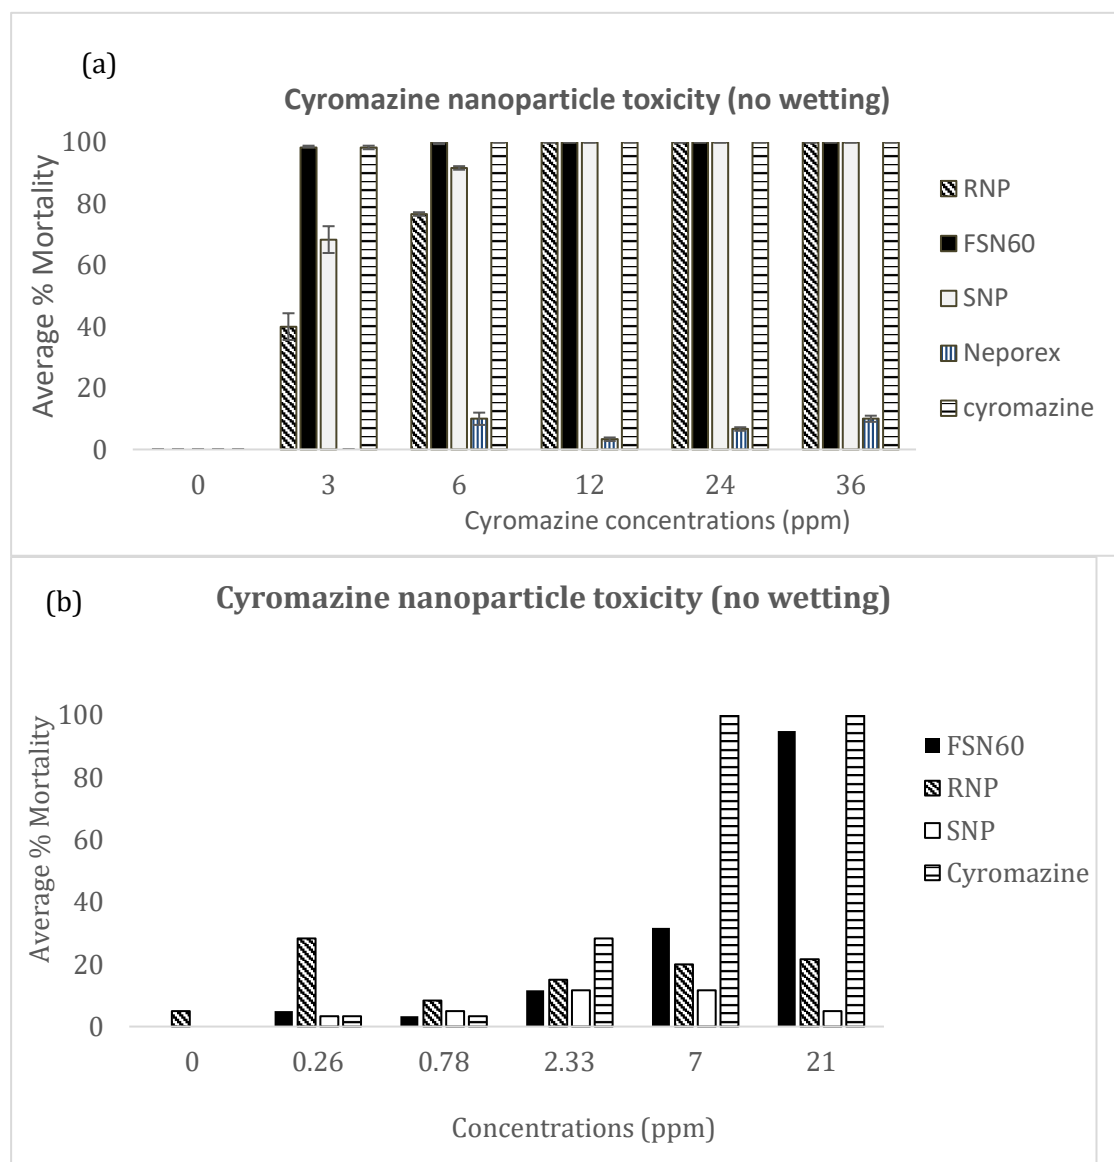 (a)
Cyromazine nanoparticle toxicity (no wetting)
Average % Mortality
100
80
60
40
20
0
0 3 6 12 24 36
Cyromazine concentrations (ppm)
RNP
FSN60
SNP
Neporex
cyromazine
(b)
Cyromazine nanoparticle toxicity (no wetting)
Average % Mortality
100
80
60
40
20
0
0 0.26 0.78 2.33 7 21
Concentrations (ppm)
FSN60
RNP
SNP
Cyromazine